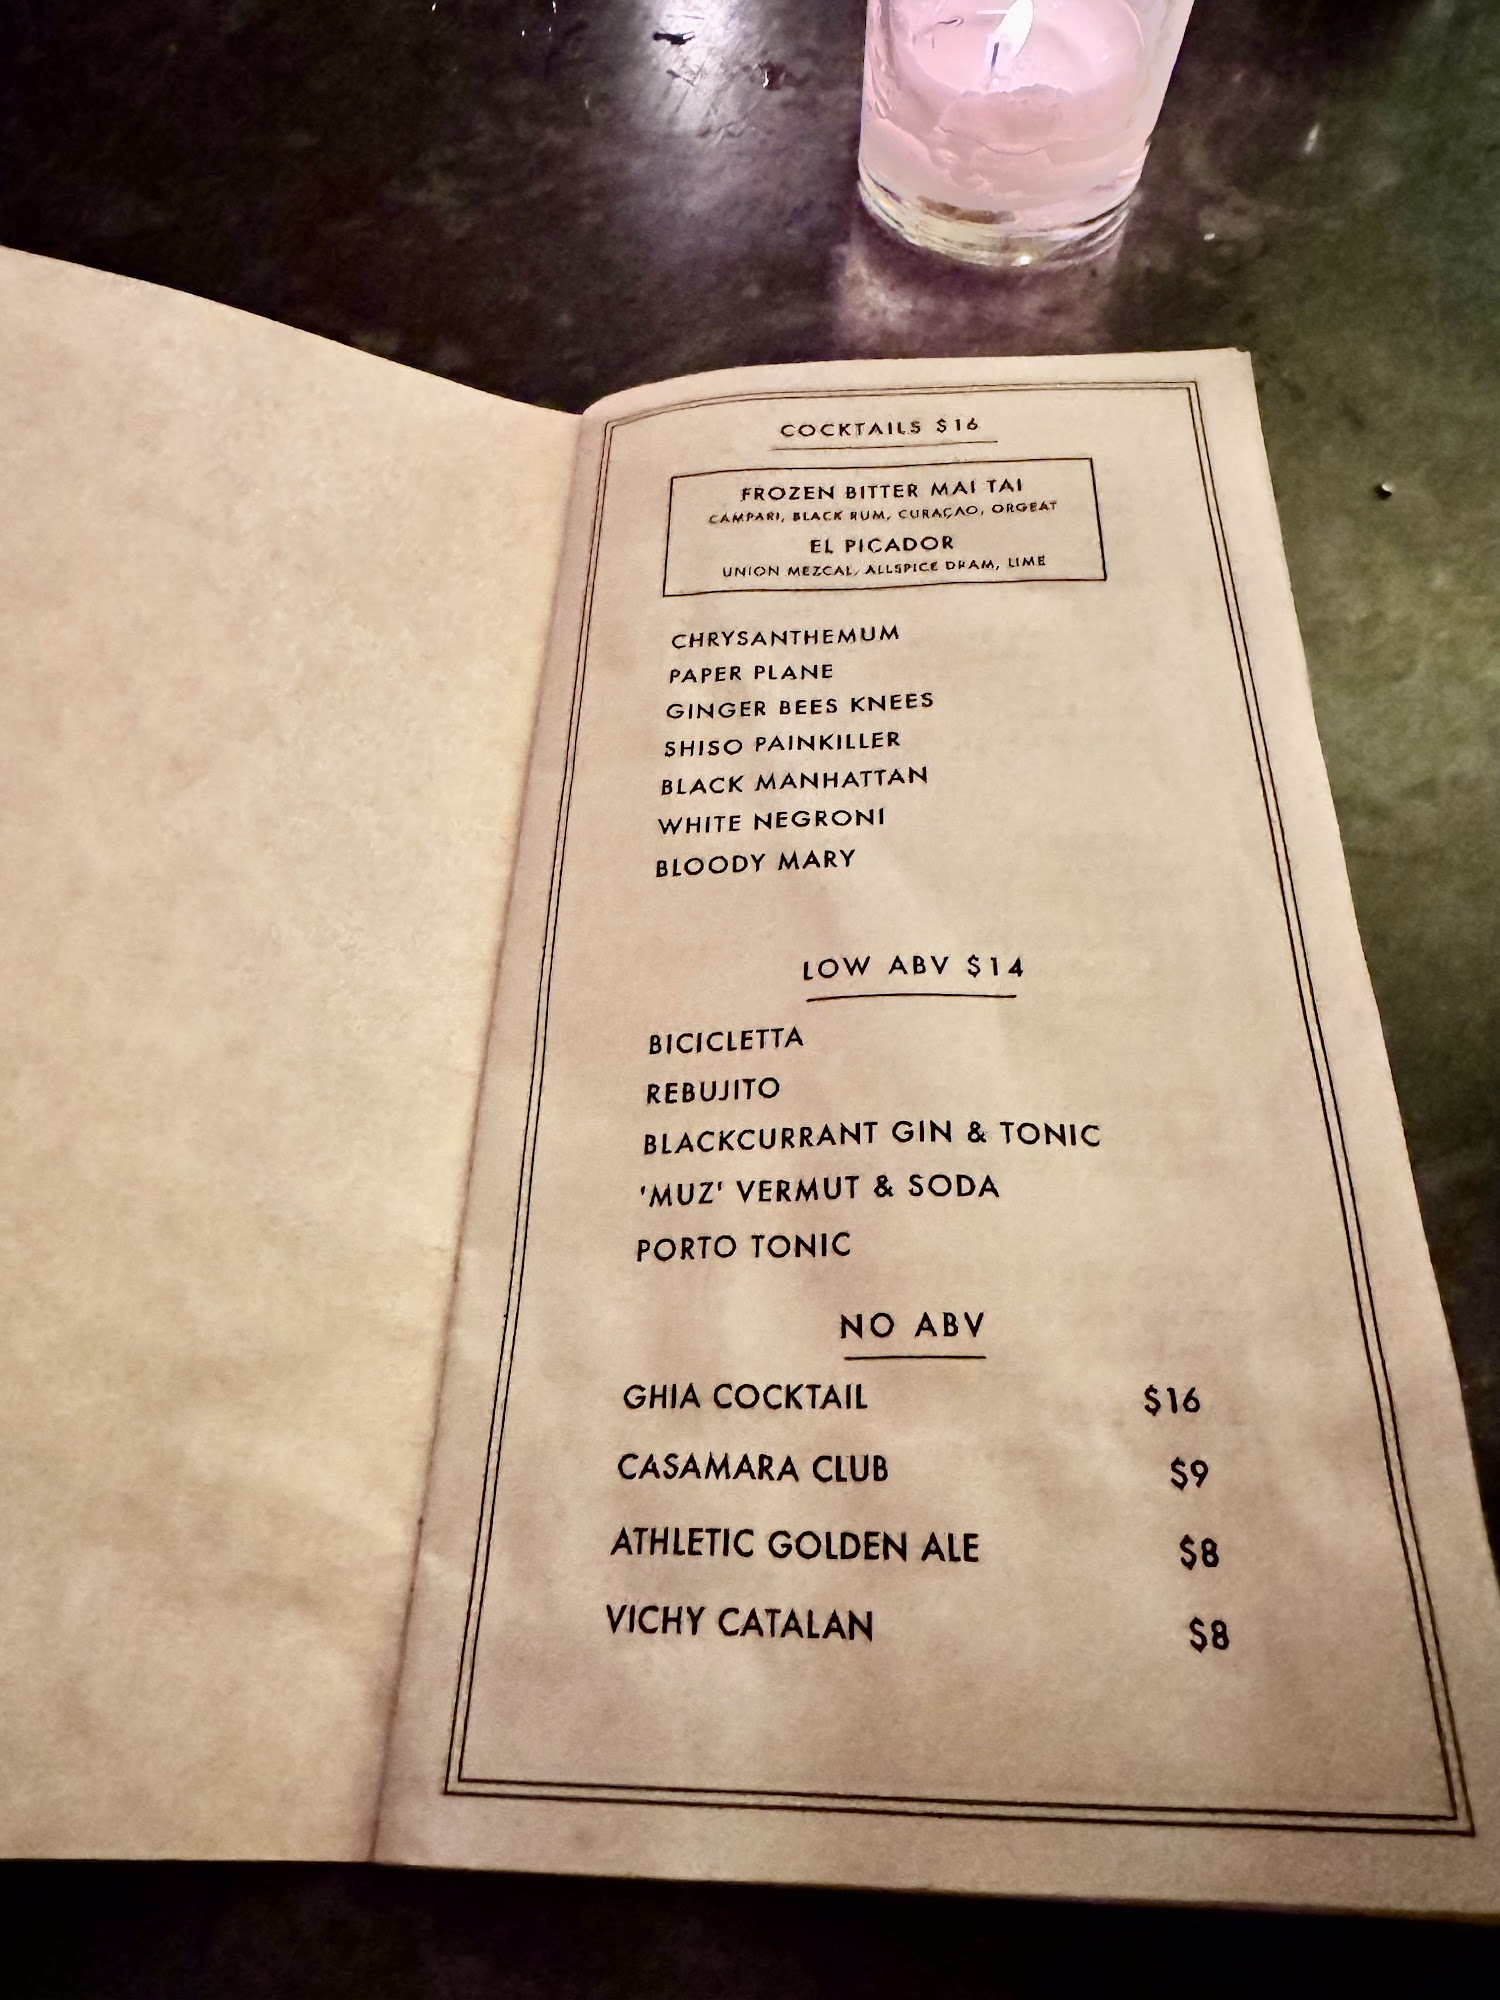 COCKTAILS $16
FROZEN BITTER MAI TAI
CAMPARI, BLACK RUM, CURAÇAO, ORGEAT
EL PICADOR
UNION MEZCAL, ALLSPICE DRAM, LIME
CHRYSANTHEMUM
PAPER PLANE
GINGER BEES KNEES
SHISO PAINKILLER
BLACK MANHATTAN
WHITE NEGRONI
BLOODY MARY
LOW ABV $14
BICICLETTA
REBUJITO
BLACKCURRANT GIN & TONIC
'MUZ' VERMUT & SODA
PORTO TONIC
NO ABV
GHIA COCKTAIL $16
CASAMARA CLUB $9
ATHLETIC GOLDEN ALE $8
VICHY CATALAN $8